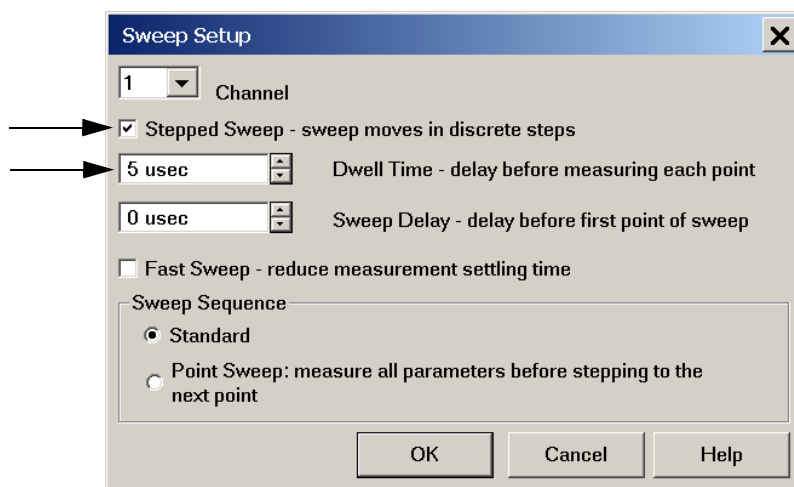 Sweep Setup
1
Channel
Stepped Sweep - sweep moves in discrete steps
5 usec
Dwell Time - delay before measuring each point
0 usec
Sweep Delay - delay before first point of sweep
Fast Sweep - reduce measurement settling time
Sweep Sequence
Standard
Point Sweep: measure all parameters before stepping to the
next point
OK
Cancel
Help